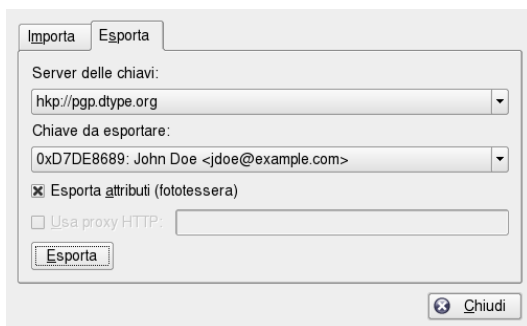 Importa Esporta
Server delle chiavi:
hkp://pgp.dtype.org
Chiave da esportare:
0xD7DE8689: John Doe <jdoe@example.com>
Esporta attributi (fototessera)
Usa proxy HTTP:
Esporta
Chiudi